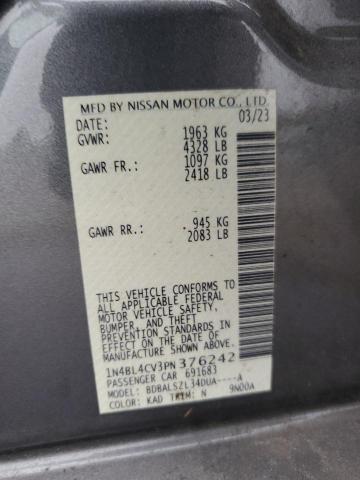 MFD BY NISSAN MOTOR CO., LTD.
DATE: 03/23
GVWR: 1963 KG
4328 LB
GAWR FR.: 1097 KG
2418 LB
GAWR RR.: 945 KG
2083 LB
THIS VEHICLE CONFORMS TO
ALL APPLICABLE FEDERAL
MOTOR VEHICLE SAFETY,
BUMPER, AND THEFT
PREVENTION STANDARDS IN
EFFECT ON THE DATE OF
MANUFACTURE SHOWN ABOVE.
1N4BL4CV3PN376242
PASSENGER CAR 691683
MODEL: BDBALSZL34DUA----A
COLOR: KAD TRIM: N 9N00A